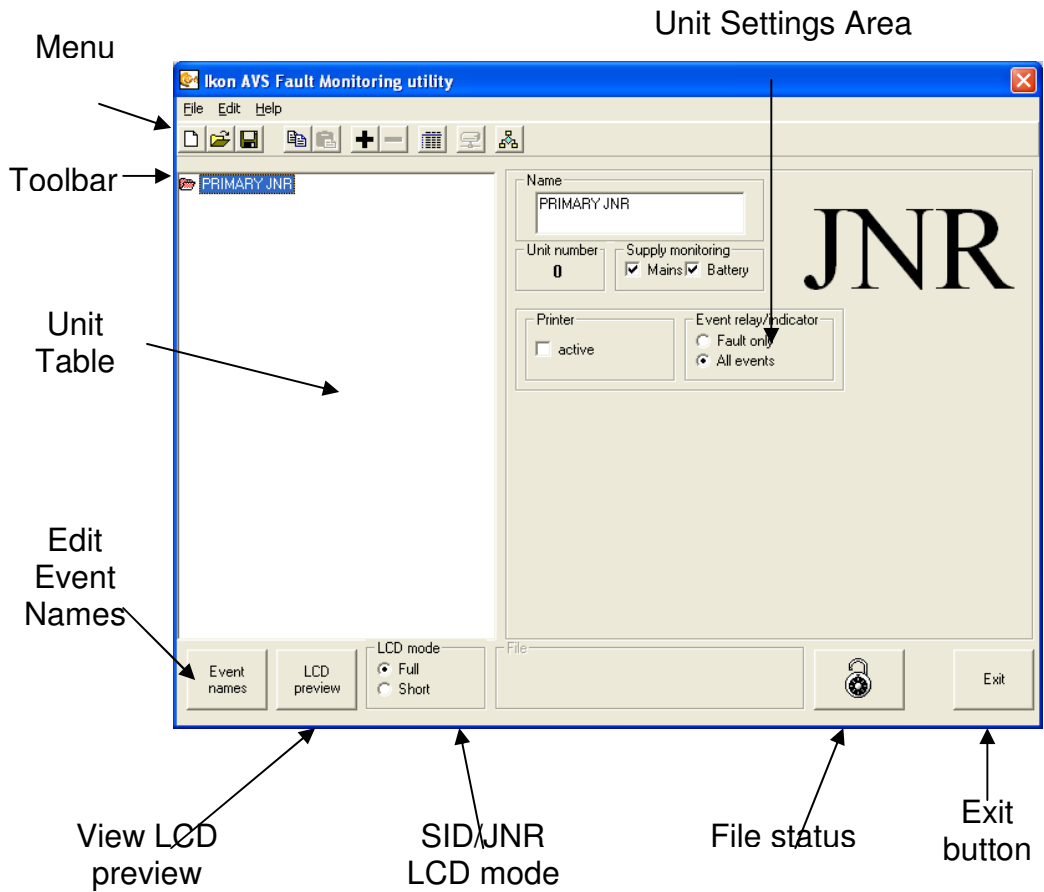 Unit Settings Area
Menu
Ikon AVS Fault Monitoring utility
File Edit Help
Toolbar
PRIMARY JNR
Name
PRIMARY JNR
JNR
Unit number
0
Supply monitoring
Mains Battery
Unit
Table
Printer
active
Event relay/indicator
Fault only
All events
Edit
Event
Names
Event
names
LCD
preview
LCD mode
Full
Short
File
Exit
View LCD
preview
SID/JNR
LCD mode
File status
Exit
button